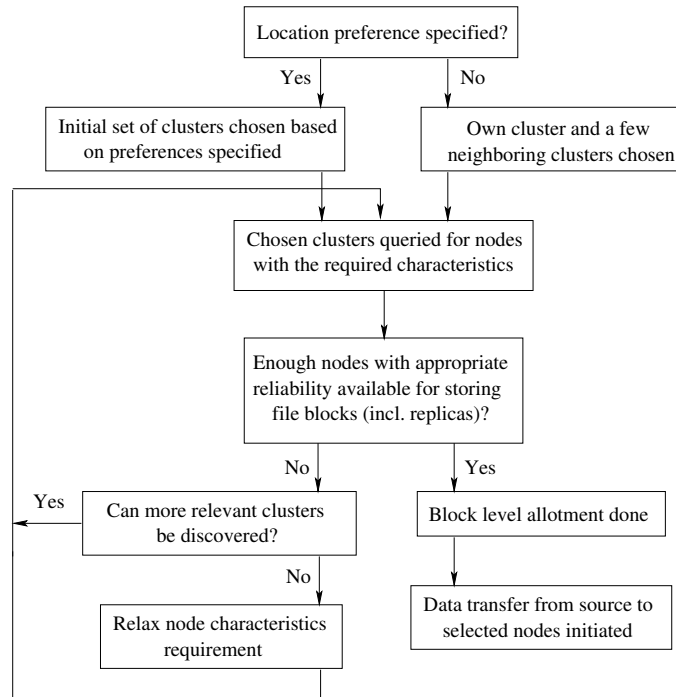 Location preference specified?
Yes
No
Initial set of clusters chosen based
on preferences specified
Own cluster and a few
neighboring clusters chosen
Chosen clusters queried for nodes
with the required characteristics
Enough nodes with appropriate
reliability available for storing
file blocks (incl. replicas)?
No
Yes
Yes
Can more relevant clusters
be discovered?
Block level allotment done
No
Relax node characteristics
requirement
Data transfer from source to
selected nodes initiated